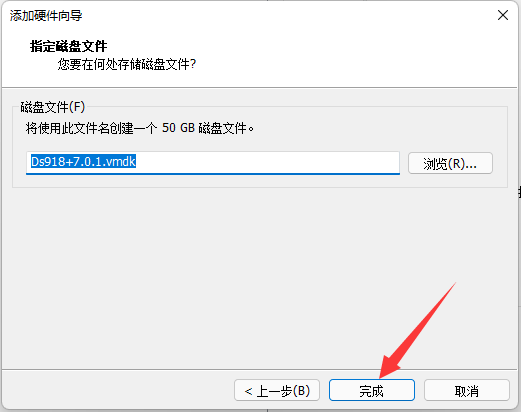 添加硬件向导
指定磁盘文件
您要在何处存储磁盘文件?
磁盘文件(F)
将使用此文件名创建一个 50 GB 磁盘文件。
Ds918+7.0.1.vmdk
浏览(R)...
< 上一步(B)
完成
取消